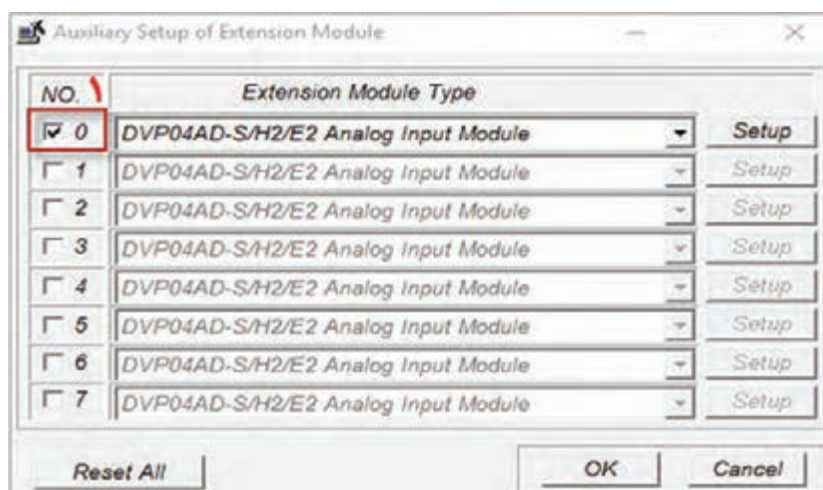 Auxiliary Setup of Extension Module
NO. Extension Module Type
0 DVP04AD-S/H2/E2 Analog Input Module Setup
1 DVP04AD-S/H2/E2 Analog Input Module Setup
2 DVP04AD-S/H2/E2 Analog Input Module Setup
3 DVP04AD-S/H2/E2 Analog Input Module Setup
4 DVP04AD-S/H2/E2 Analog Input Module Setup
5 DVP04AD-S/H2/E2 Analog Input Module Setup
6 DVP04AD-S/H2/E2 Analog Input Module Setup
7 DVP04AD-S/H2/E2 Analog Input Module Setup
Reset All OK Cancel